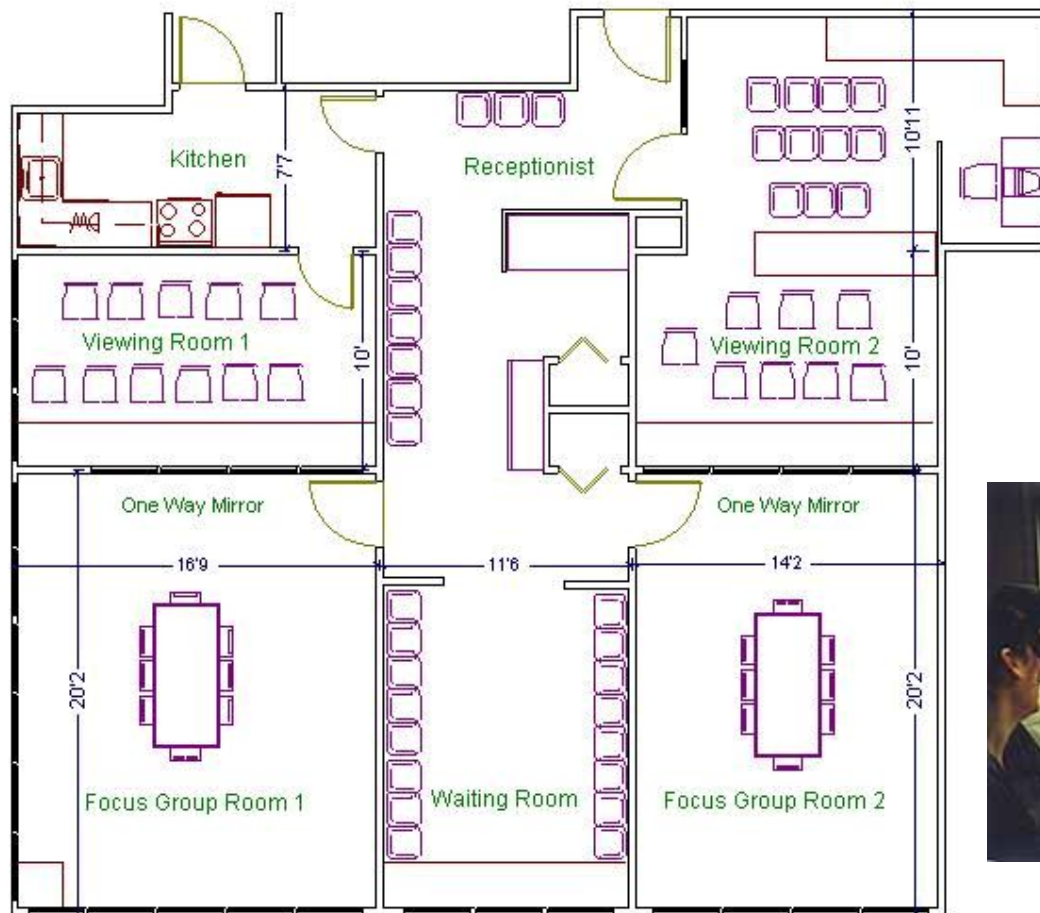 Kitchen
7'7
Receptionist
10'11
Viewing Room 1
10'
Viewing Room 2
10'
One Way Mirror
One Way Mirror
16'9
11'6
14'2
20'2
20'2
Focus Group Room 1
Waiting Room
Focus Group Room 2